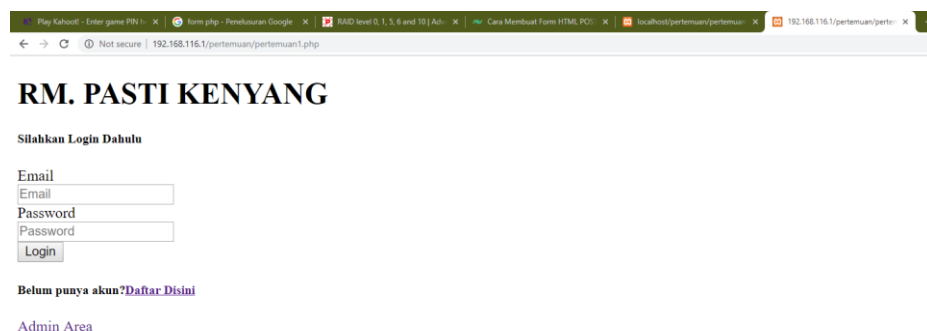 Play Kahoot! - Enter game PIN
form php - Penelusuran Google
RAID level 0, 1, 5, 6 and 10 | Adv
Cara Membuat Form HTML POS
localhost/pertemuan/pertemuan
192.168.116.1/pertemuan/perte
Not secure | 192.168.116.1/pertemuan/pertemuan1.php
RM. PASTI KENYANG
Silahkan Login Dahulu
Email
Email
Password
Password
Login
Belum punya akun?Daftar Disini
Admin Area